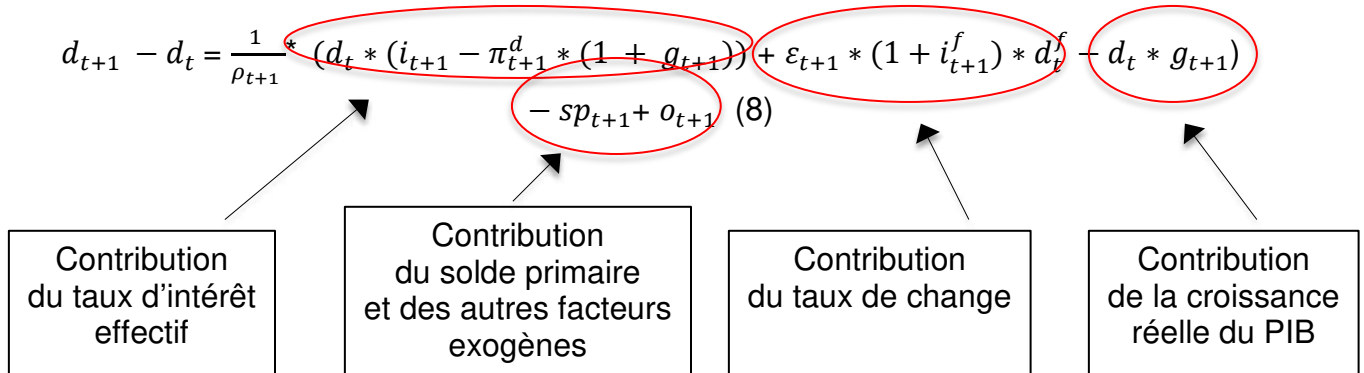 d_{t+1} − d_t = \frac{1}{ρ_{t+1}} * (d_t * (i_{t+1} − π^d_{t+1} * (1 + g_{t+1})) + ε_{t+1} * (1 + i^f_{t+1}) * d^f_t − d_t * g_{t+1})
− sp_{t+1} + o_{t+1} (8)
Contribution
du taux d’intérêt
effectif
Contribution
du solde primaire
et des autres facteurs
exogènes
Contribution
du taux de change
Contribution
de la croissance
réelle du PIB